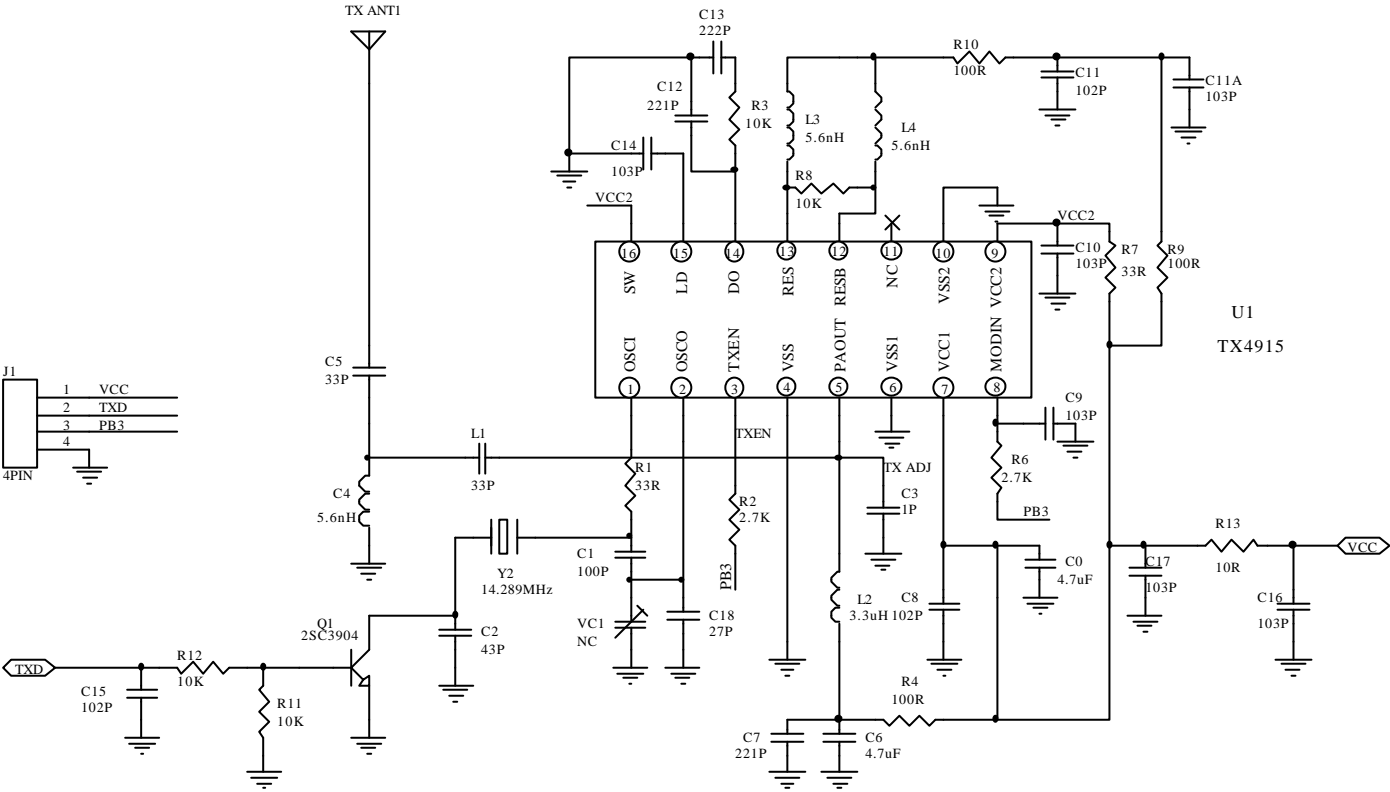 TX ANT1
C13
222P
C12
221P
R3
10K
C14
103P
VCC2
L3
5.6nH
L4
5.6nH
R8
10K
R10
100R
C11
102P
C11A
103P
VCC2
C10
103P
R7
33R
R9
100R
16
15
14
13
12
11
10
9
SW
LD
DO
RES
RESB
NC
VSS2
VCC2
OSCI
OSCO
TXEN
VSS
PAOUT
VSS1
VCC1
MODIN
1
2
3
4
5
6
7
8
U1
TX4915
C5
33P
J1
1
VCC
2
TXD
3
PB3
4
4PIN
L1
33P
C4
5.6nH
R1
33R
TXEN
R2
2.7K
PB3
TX ADJ
C3
1P
C9
103P
R6
2.7K
PB3
Y2
14.289MHz
C1
100P
VC1
NC
C18
27P
L2
3.3uH
C8
102P
C0
4.7uF
C17
103P
R13
10R
VCC
C16
103P
Q1
2SC3904
C2
43P
TXD
R12
10K
C15
102P
R11
10K
R4
100R
C7
221P
C6
4.7uF